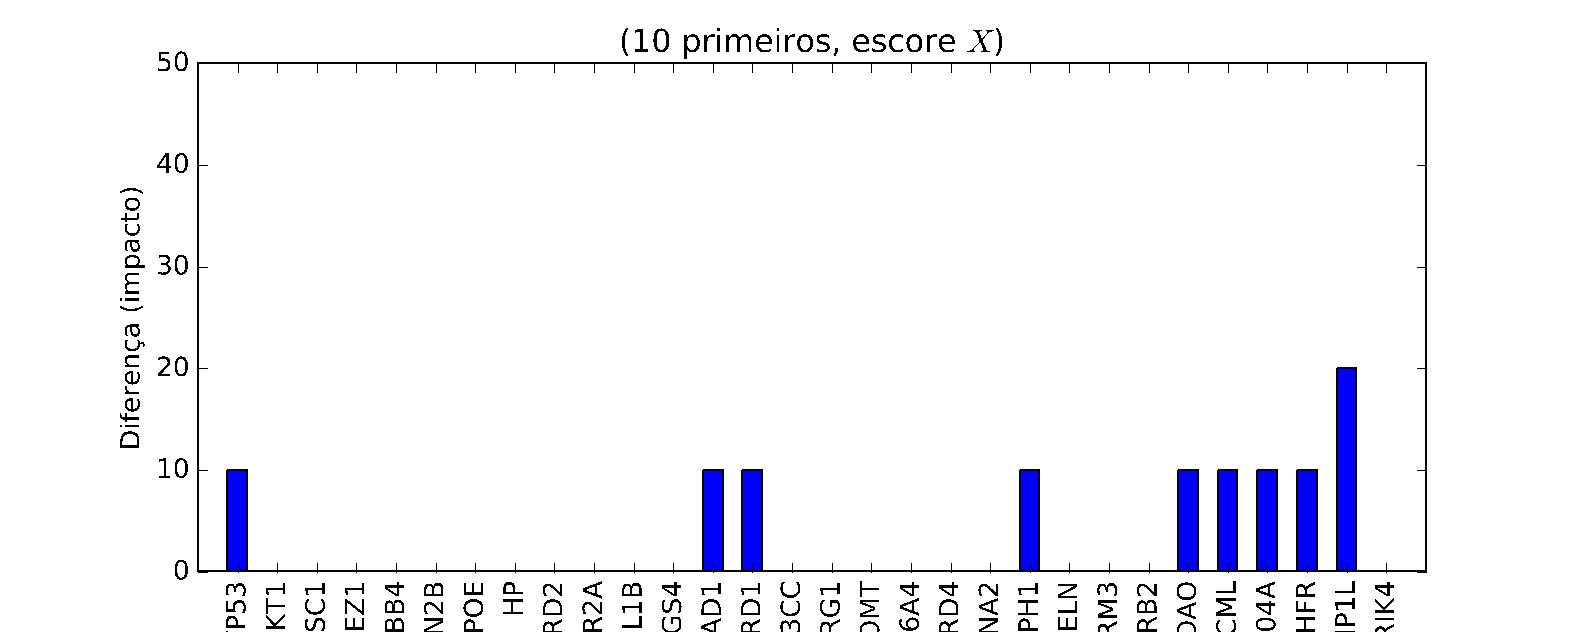 (10 primeiros, escore X)
50
40
30
20
10
0
Diferença (impacto)
P53
KT1
SC1
EZ1
BB4
N2B
POE
HP
RD2
R2A
L1B
GS4
AD1
RD1
3CC
RG1
OMT
6A4
RD4
NA2
PH1
ELN
RM3
RB2
DAO
CML
04A
HFR
IP1L
RIK4